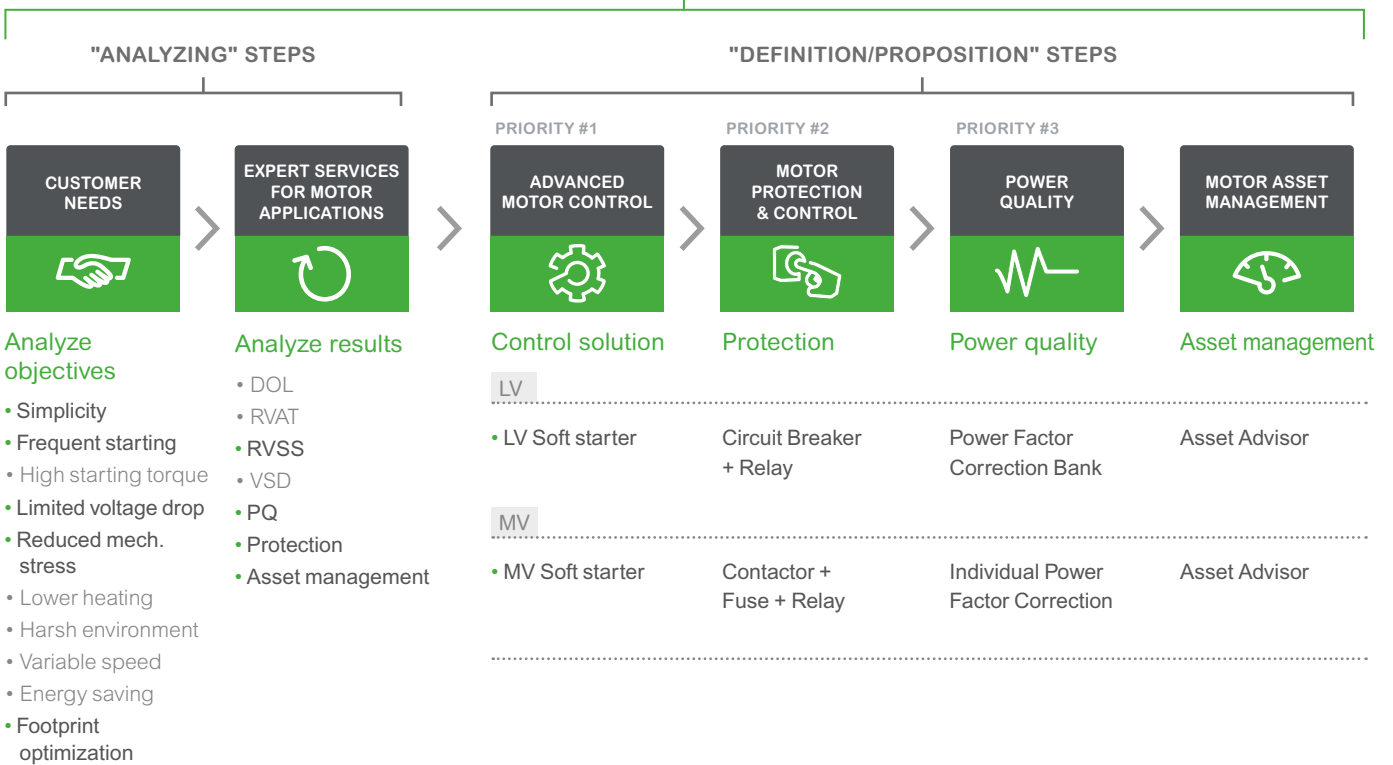 "ANALYZING" STEPS
"DEFINITION/PROPOSITION" STEPS
PRIORITY #1
PRIORITY #2
PRIORITY #3
CUSTOMER
NEEDS
EXPERT SERVICES
FOR MOTOR
APPLICATIONS
ADVANCED
MOTOR CONTROL
MOTOR
PROTECTION
& CONTROL
POWER
QUALITY
MOTOR ASSET
MANAGEMENT
Analyze
objectives
• Simplicity
• Frequent starting
• High starting torque
• Limited voltage drop
• Reduced mech.
stress
• Lower heating
• Harsh environment
• Variable speed
• Energy saving
• Footprint
optimization
Analyze results
• DOL
• RVAT
• RVSS
• VSD
• PQ
• Protection
• Asset management
Control solution
Protection
Power quality
Asset management
LV
• LV Soft starter
Circuit Breaker
+ Relay
Power Factor
Correction Bank
Asset Advisor
MV
• MV Soft starter
Contactor +
Fuse + Relay
Individual Power
Factor Correction
Asset Advisor